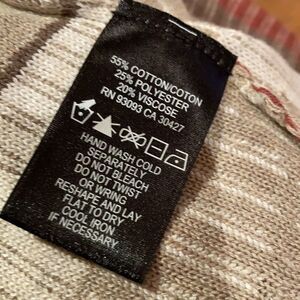 55% COTTON/COTON
25% POLYESTER
20% VISCOSE
RN 93093 CA 30427
HAND WASH COLD
SEPARATELY
DO NOT BLEACH
DO NOT TWIST
OR WRING
RESHAPE AND LAY
FLAT TO DRY
COOL IRON
IF NECESSARY